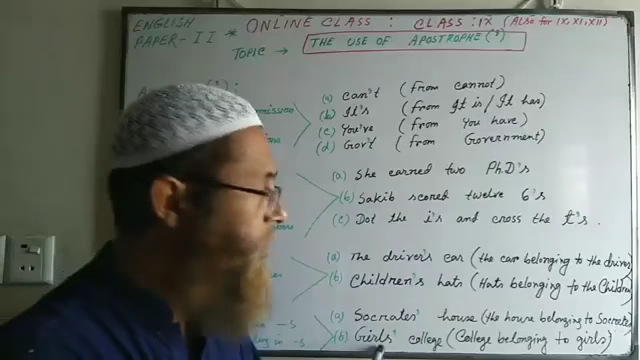 ENGLISH
PAPER-II * ONLINE CLASS : CLASS : IX (Also for IX, XI, XII)
TOPIC → THE USE OF APOSTROPHE (')
(a) can't (from cannot)
(b) It's (from It is / It has)
(c) You've (from You have)
(d) Gov't (from Government)
(a) She earned two Ph.D's
(b) Sakib scored twelve 6's
(c) Dot the i's and cross the t's.
(a) The driver's car (the car belonging to the driver
(b) Children's hats (Hats belonging to the Children
(a) Socrates' house (the house belonging to Socrates
(b) Girls' college (College belonging to girls)